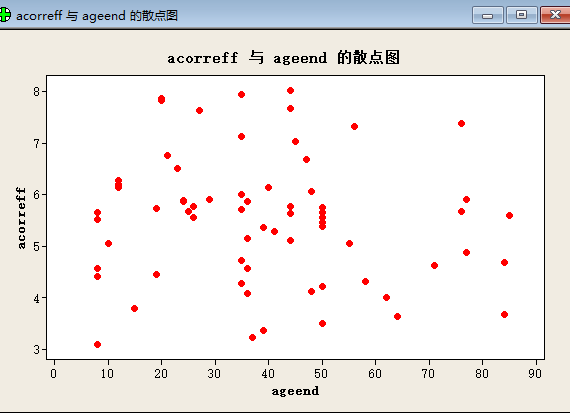 acorreff 与 ageend 的散点图
acorreff 与 ageend 的散点图
8
7
6
5
4
3
acorreff
0 10 20 30 40 50 60 70 80 90
ageend